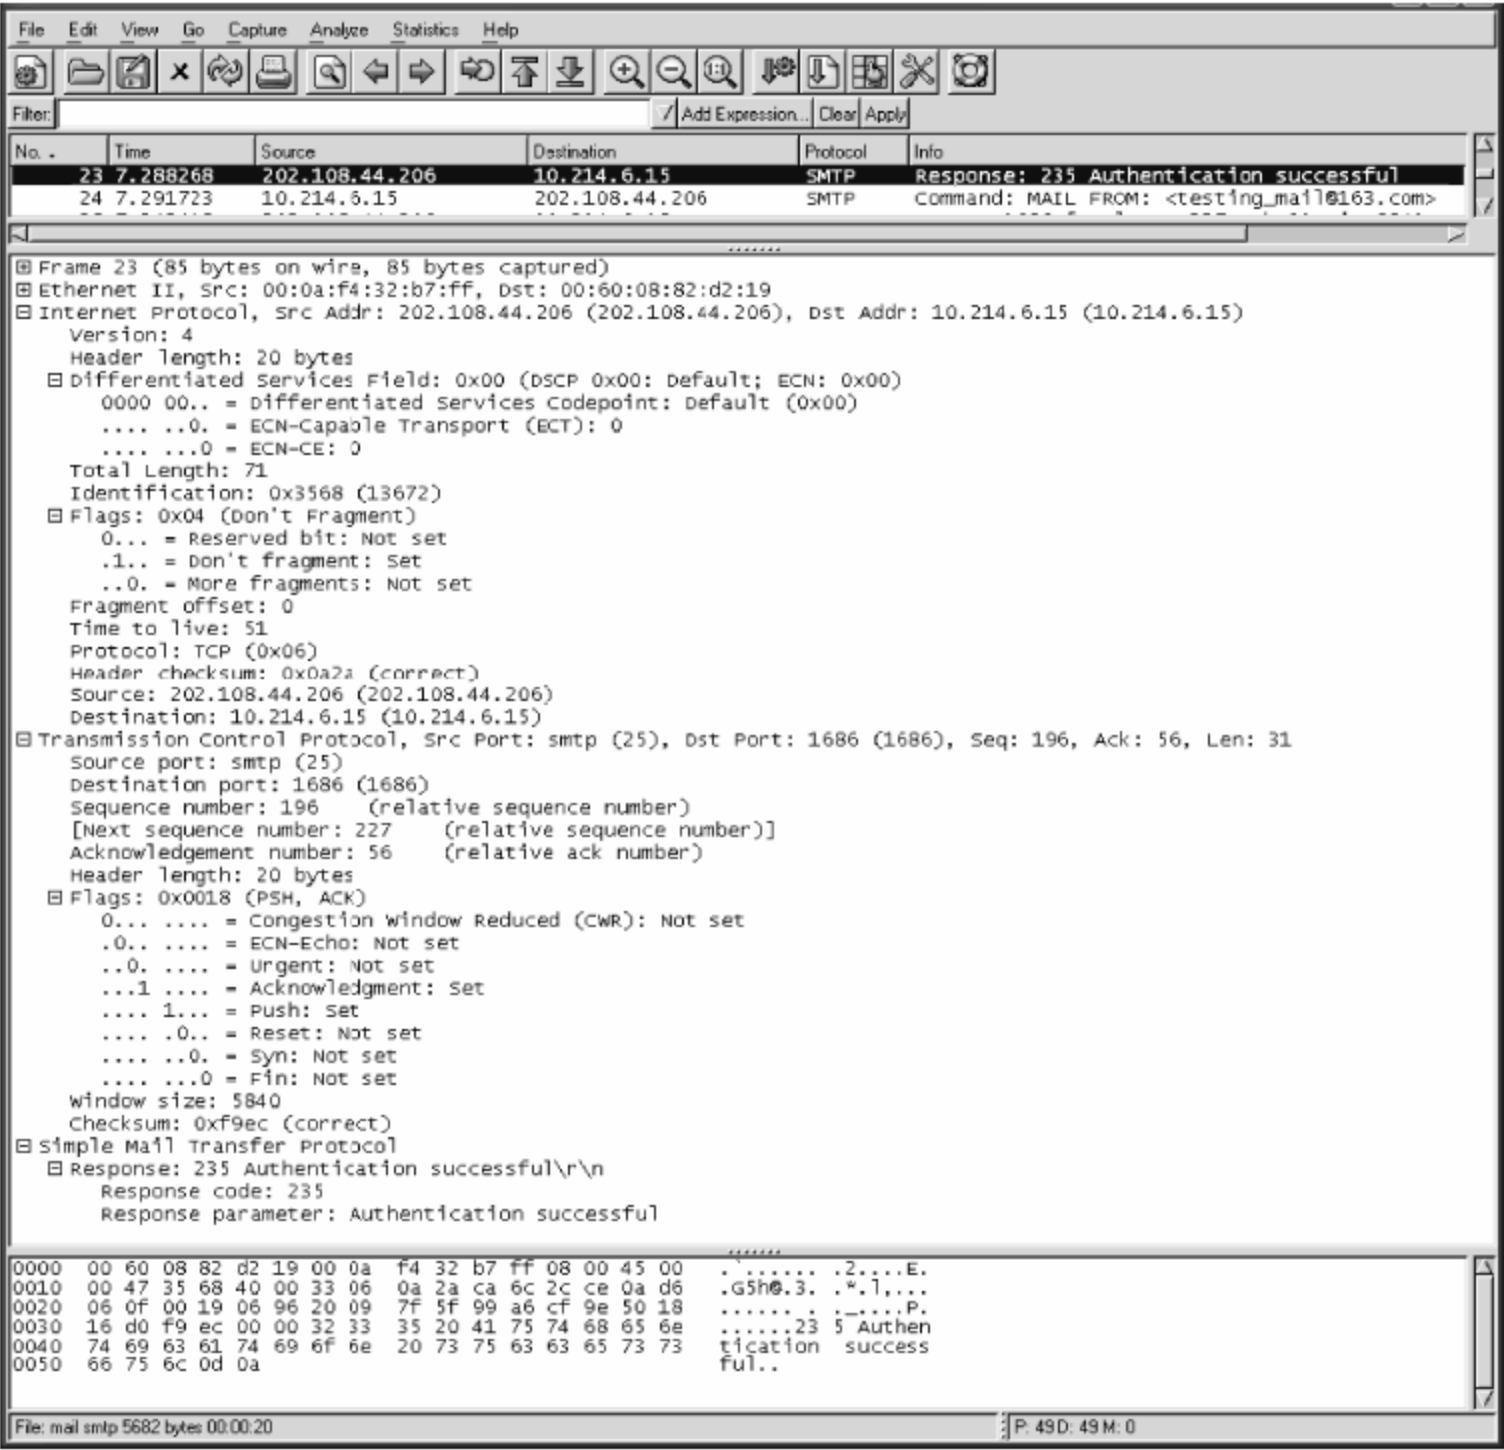 File Edit View Go Capture Analyze Statistics Help
Filter: Add Expression... Clear Apply
No. . Time Source Destination Protocol Info
23 7.288268 202.108.44.206 10.214.6.15 SMTP Response: 235 Authentication successful
24 7.291723 10.214.6.15 202.108.44.206 SMTP Command: MAIL FROM: <testing_mail@163.com>
Frame 23 (85 bytes on wire, 85 bytes captured)
Ethernet II, Src: 00:0a:f4:32:b7:ff, Dst: 00:60:08:82:d2:19
Internet Protocol, Src Addr: 202.108.44.206 (202.108.44.206), Dst Addr: 10.214.6.15 (10.214.6.15)
Version: 4
Header length: 20 bytes
Differentiated Services Field: 0x00 (DSCP 0x00: Default; ECN: 0x00)
0000 00.. = Differentiated Services Codepoint: Default (0x00)
.... ..0. = ECN-Capable Transport (ECT): 0
.... ...0 = ECN-CE: 0
Total Length: 71
Identification: 0x3568 (13672)
Flags: 0x04 (Don't Fragment)
0... = Reserved bit: Not set
.1.. = Don't fragment: Set
..0. = More fragments: Not set
Fragment offset: 0
Time to live: 51
Protocol: TCP (0x06)
Header checksum: 0x0a2a (correct)
Source: 202.108.44.206 (202.108.44.206)
Destination: 10.214.6.15 (10.214.6.15)
Transmission Control Protocol, Src Port: smtp (25), Dst Port: 1686 (1686), Seq: 196, Ack: 56, Len: 31
Source port: smtp (25)
Destination port: 1686 (1686)
Sequence number: 196 (relative sequence number)
[Next sequence number: 227 (relative sequence number)]
Acknowledgement number: 56 (relative ack number)
Header length: 20 bytes
Flags: 0x0018 (PSH, ACK)
0... .... = Congestion Window Reduced (CWR): Not set
.0.. .... = ECN-Echo: Not set
..0. .... = Urgent: Not set
...1 .... = Acknowledgment: Set
.... 1... = Push: Set
.... .0.. = Reset: Not set
.... ..0. = Syn: Not set
.... ...0 = Fin: Not set
Window size: 5840
Checksum: 0xf9ec (correct)
Simple Mail Transfer Protocol
Response: 235 Authentication successful\r\n
Response code: 235
Response parameter: Authentication successful
0000 00 60 08 82 d2 19 00 0a f4 32 b7 ff 08 00 45 00 .`...... .2....E.
0010 00 47 35 68 40 00 33 06 0a 2a ca 6c 2c ce 0a d6 .G5h@.3. .*.l,...
0020 06 0f 00 19 06 96 20 09 7f 5f 99 a6 cf 9e 50 18 ...... . ._....P.
0030 16 d0 f9 ec 00 00 32 33 35 20 41 75 74 68 65 6e ......23 5 Authen
0040 74 69 63 61 74 69 6f 6e 20 73 75 63 63 65 73 73 tication success
0050 66 75 6c 0d 0a ful..
File: mail smtp 5682 bytes 00:00:20 P: 49 D: 49 M: 0